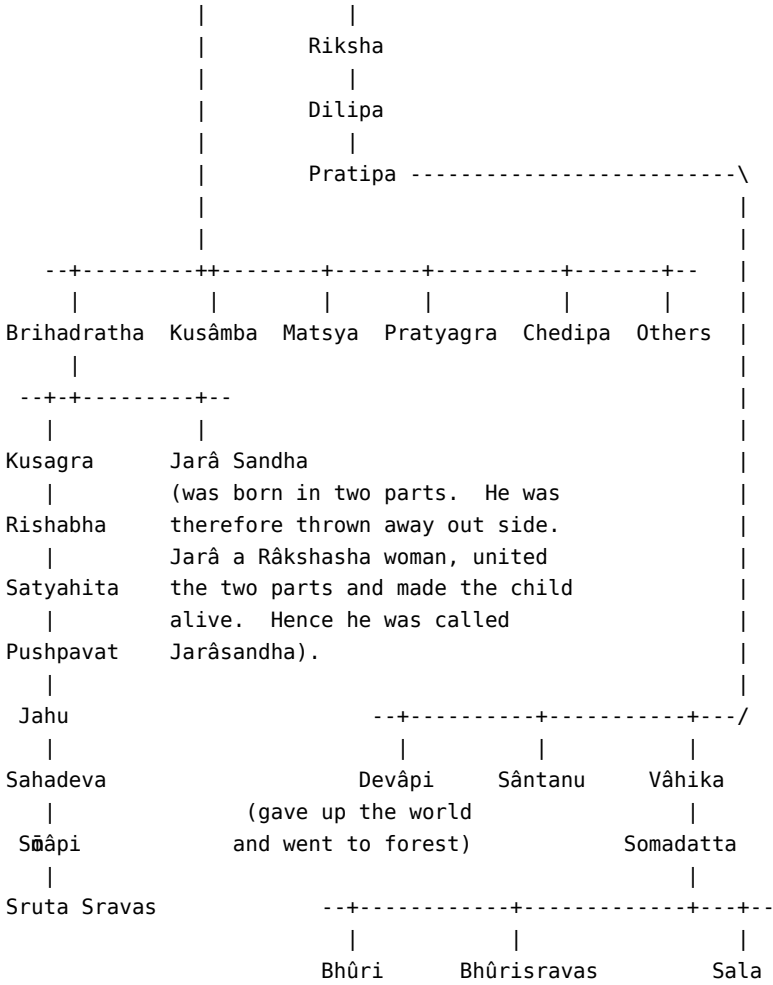 Riksha
Dilipa
Pratipa
Brihadratha Kusâmba Matsya Pratyagra Chedipa Others
Kusagra Jarâ Sandha
(was born in two parts. He was
Rishabha therefore thrown away out side.
Jarâ a Râkshasha woman, united
Satyahita the two parts and made the child
alive. Hence he was called
Pushpavat Jarâsandha).
Jahu
Sahadeva Devâpi Sântanu Vâhika
(gave up the world
and went to forest) Somadatta
Sruta Sravas
Bhûri Bhûrisravas Sala